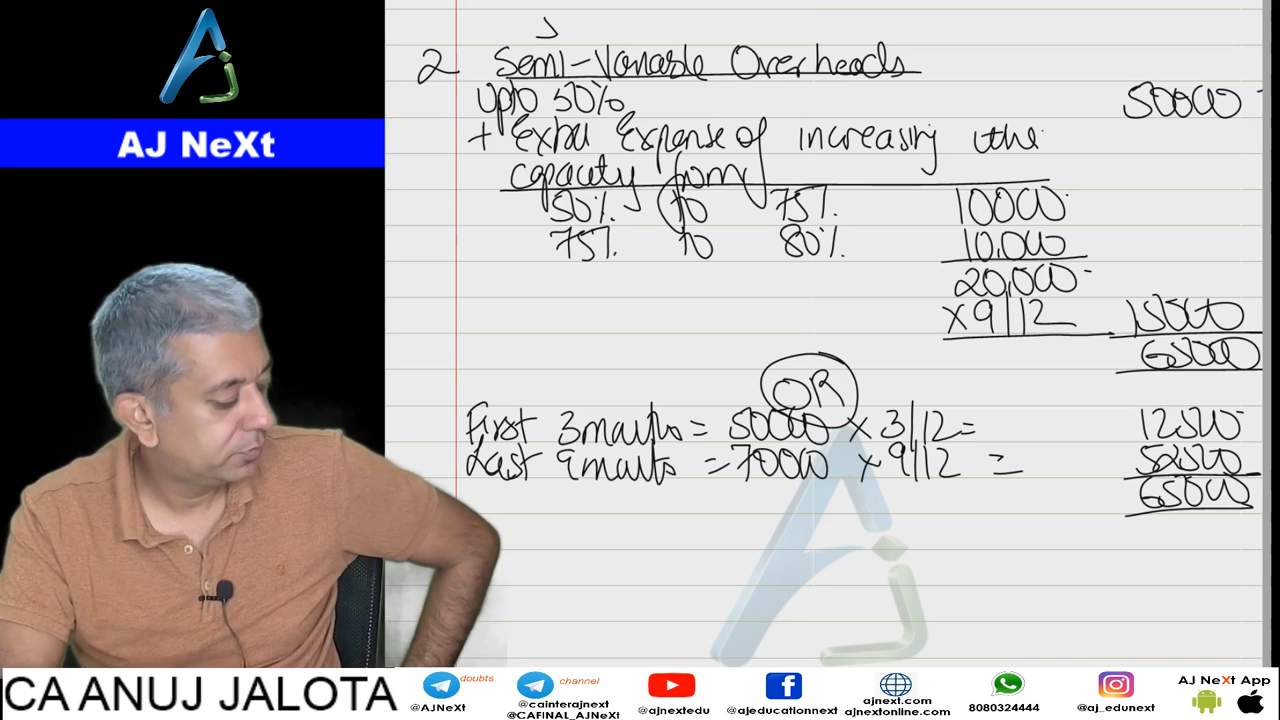 AJ NeXt
2 Semi-Variable Overheads
Upto 50% 50000
+ Extra Expense of increasing the
capacity from
50% to 75% 10000
75% to 80% 10,000
20,000
x 9/12 15000
65000
OR
First 3 months = 50000 x 3/12 = 12500
Last 9 months = 70000 x 9/12 = 52500
65000
CA ANUJ JALOTA
doubts
@AJNeXt
channel
@cainterajnext
@CAFINAL_AJNeXt
@ajnextedu
@ajeducationnext
ajnext.com
ajnextonline.com
8080324444
@aj_edunext
AJ NeXt App